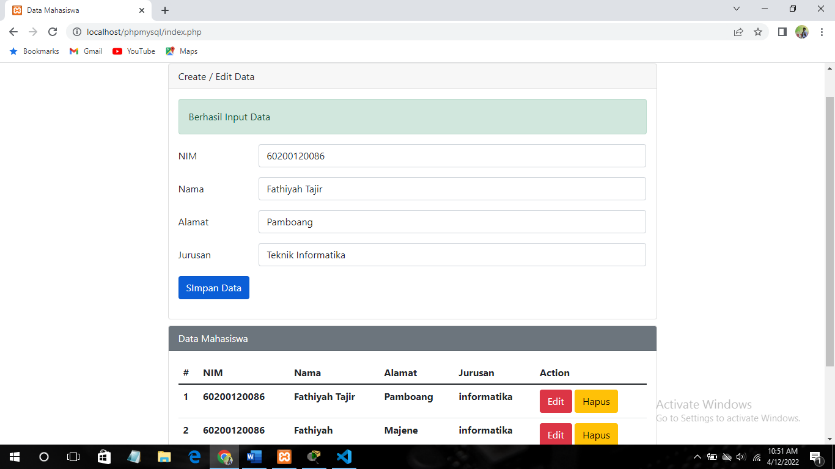 Data Mahasiswa
localhost/phpmysql/index.php
Bookmarks Gmail YouTube Maps
Create / Edit Data
Berhasil Input Data
NIM 60200120086
Nama Fathiyah Tajir
Alamat Pamboang
Jurusan Teknik Informatika
SImpan Data
Data Mahasiswa
# NIM Nama Alamat Jurusan Action
1 60200120086 Fathiyah Tajir Pamboang informatika Edit Hapus
2 60200120086 Fathiyah Majene informatika Edit Hapus
Activate Windows
Go to Settings to activate Windows.
10:51 AM
4/12/2022